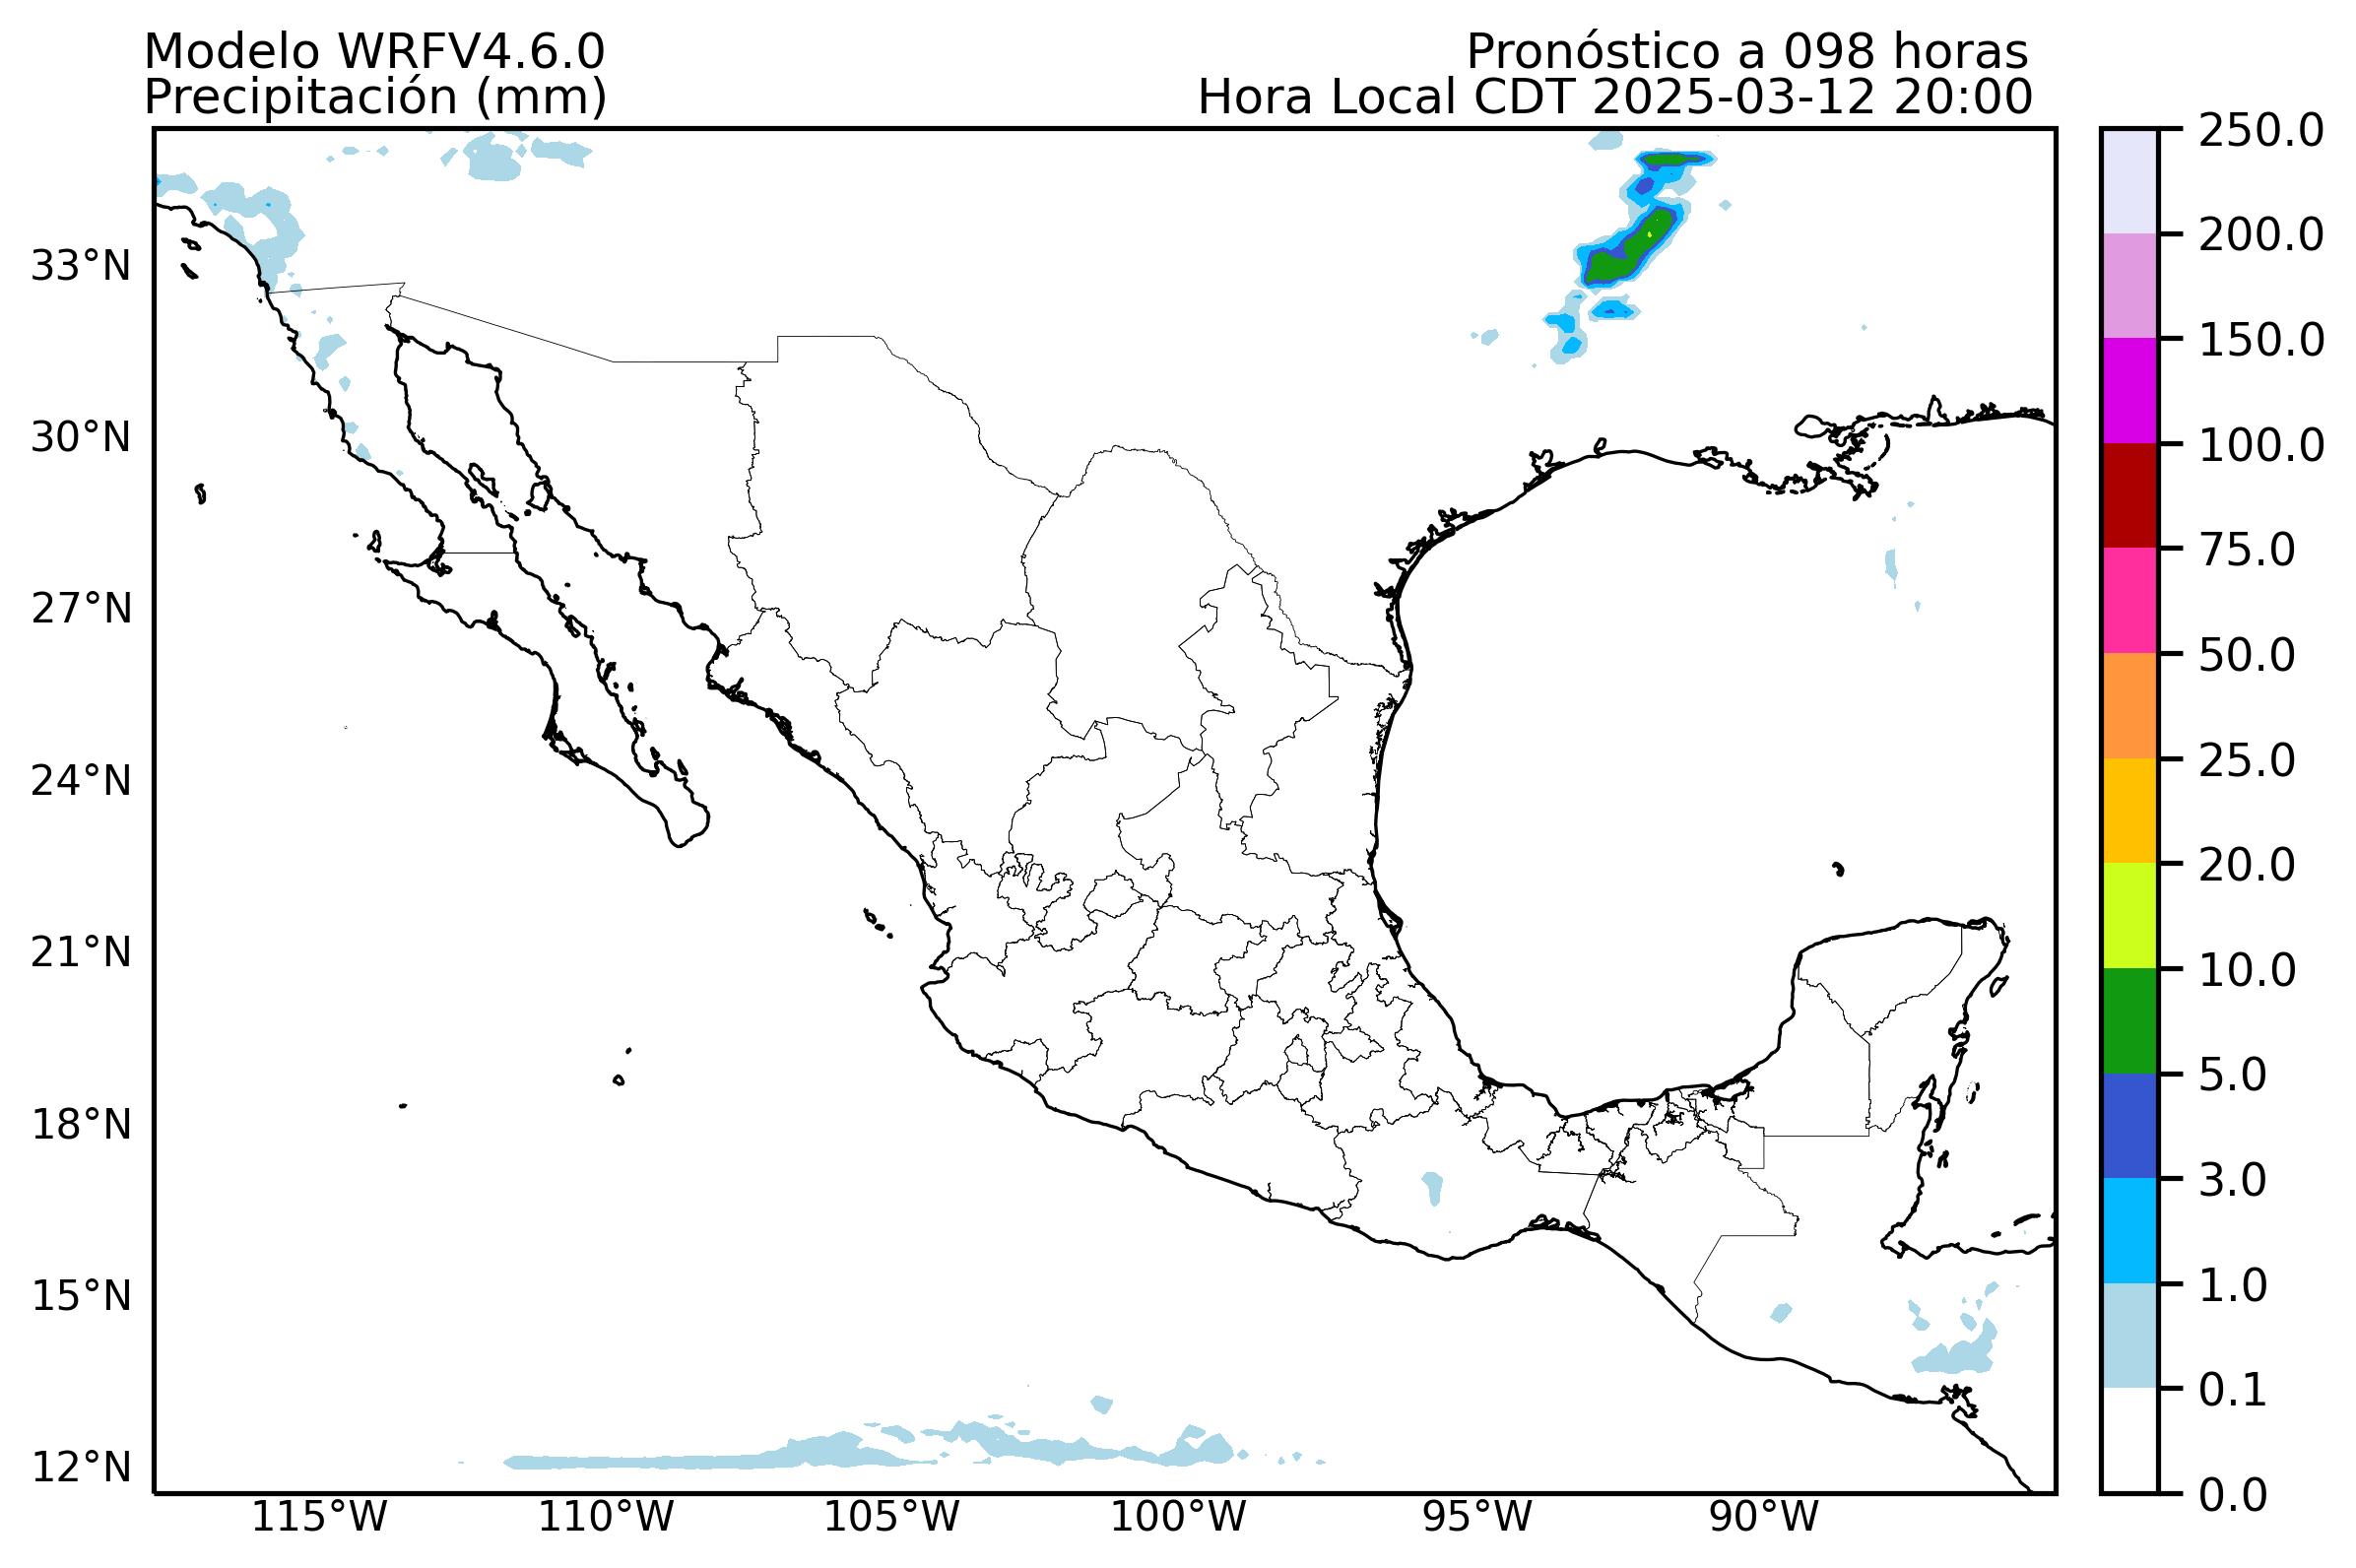 Modelo WRFV4.6.0
Precipitación (mm)
Pronóstico a 098 horas
Hora Local CDT 2025-03-12 20:00
33°N
30°N
27°N
24°N
21°N
18°N
15°N
12°N
115°W
110°W
105°W
100°W
95°W
90°W
250.0
200.0
150.0
100.0
75.0
50.0
25.0
20.0
10.0
5.0
3.0
1.0
0.1
0.0